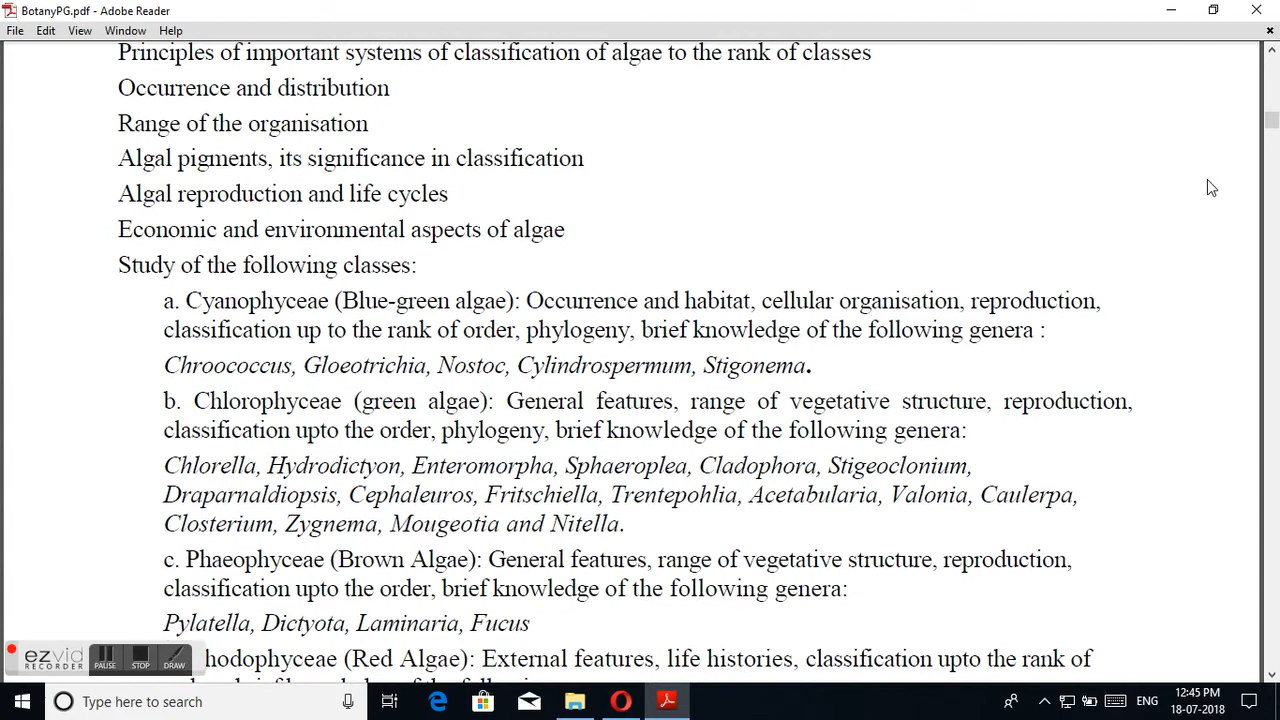 BotanyPG.pdf - Adobe Reader
File Edit View Window Help
Principles of important systems of classification of algae to the rank of classes
Occurrence and distribution
Range of the organisation
Algal pigments, its significance in classification
Algal reproduction and life cycles
Economic and environmental aspects of algae
Study of the following classes:
a. Cyanophyceae (Blue-green algae): Occurrence and habitat, cellular organisation, reproduction,
classification up to the rank of order, phylogeny, brief knowledge of the following genera :
Chroococcus, Gloeotrichia, Nostoc, Cylindrospermum, Stigonema.
b. Chlorophyceae (green algae): General features, range of vegetative structure, reproduction,
classification upto the order, phylogeny, brief knowledge of the following genera:
Chlorella, Hydrodictyon, Enteromorpha, Sphaeroplea, Cladophora, Stigeoclonium,
Draparnaldiopsis, Cephaleuros, Fritschiella, Trentepohlia, Acetabularia, Valonia, Caulerpa,
Closterium, Zygnema, Mougeotia and Nitella.
c. Phaeophyceae (Brown Algae): General features, range of vegetative structure, reproduction,
classification upto the order, brief knowledge of the following genera:
Pylatella, Dictyota, Laminaria, Fucus
hodophyceae (Red Algae): External features, life histories, classification upto the rank of
ezvid
RECORDER
PAUSE STOP DRAW
Type here to search
ENG
12:45 PM
18-07-2018